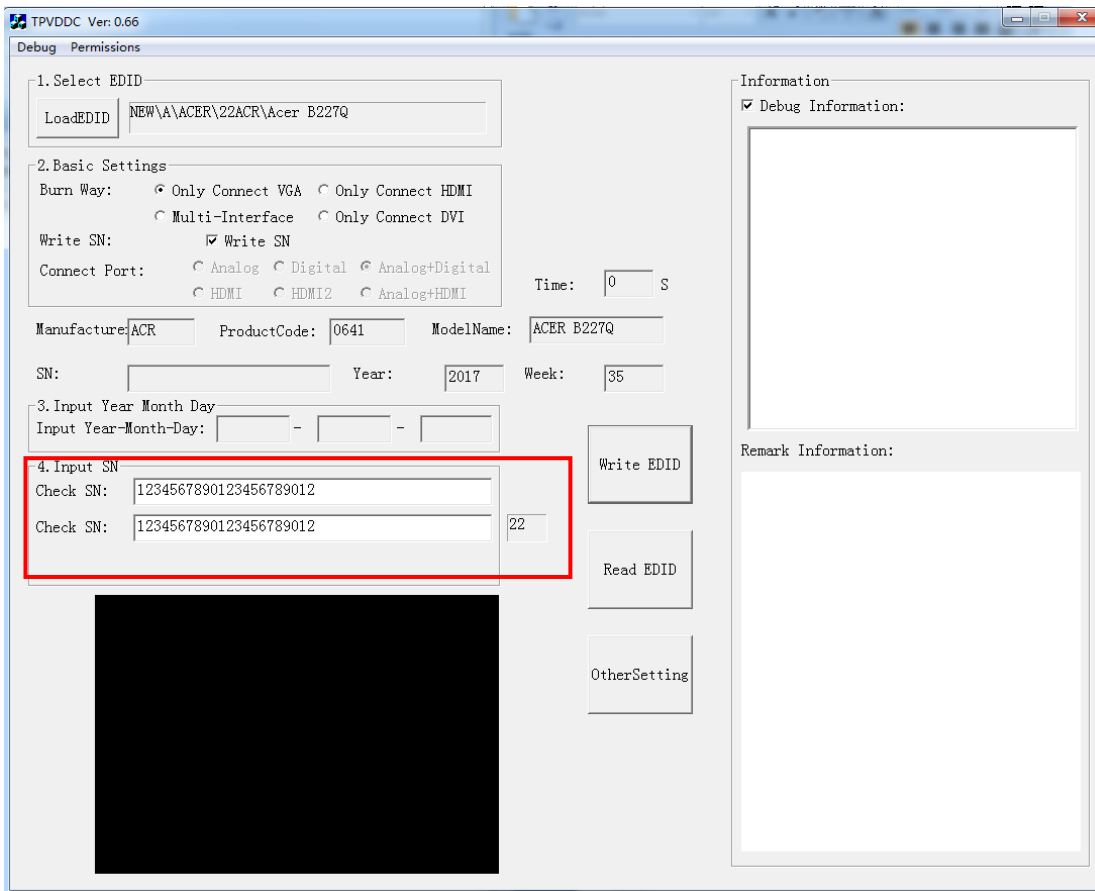 TPVDDC Ver: 0.66
Debug Permissions
1.Select EDID
LoadEDID NEW\A\ACER\22ACR\Acer B227Q
2.Basic Settings
Burn Way: Only Connect VGA Only Connect HDMI
Multi-Interface Only Connect DVI
Write SN: Write SN
Connect Port: Analog Digital Analog+Digital
HDMI HDMI2 Analog+HDMI
Time: 0 S
Manufacture: ACR ProductCode: 0641 ModelName: ACER B227Q
SN: Year: 2017 Week: 35
3.Input Year Month Day
Input Year-Month-Day: - -
4.Input SN
Check SN: 1234567890123456789012
Check SN: 1234567890123456789012 22
Write EDID
Read EDID
OtherSetting
Information
Debug Information:
Remark Information: